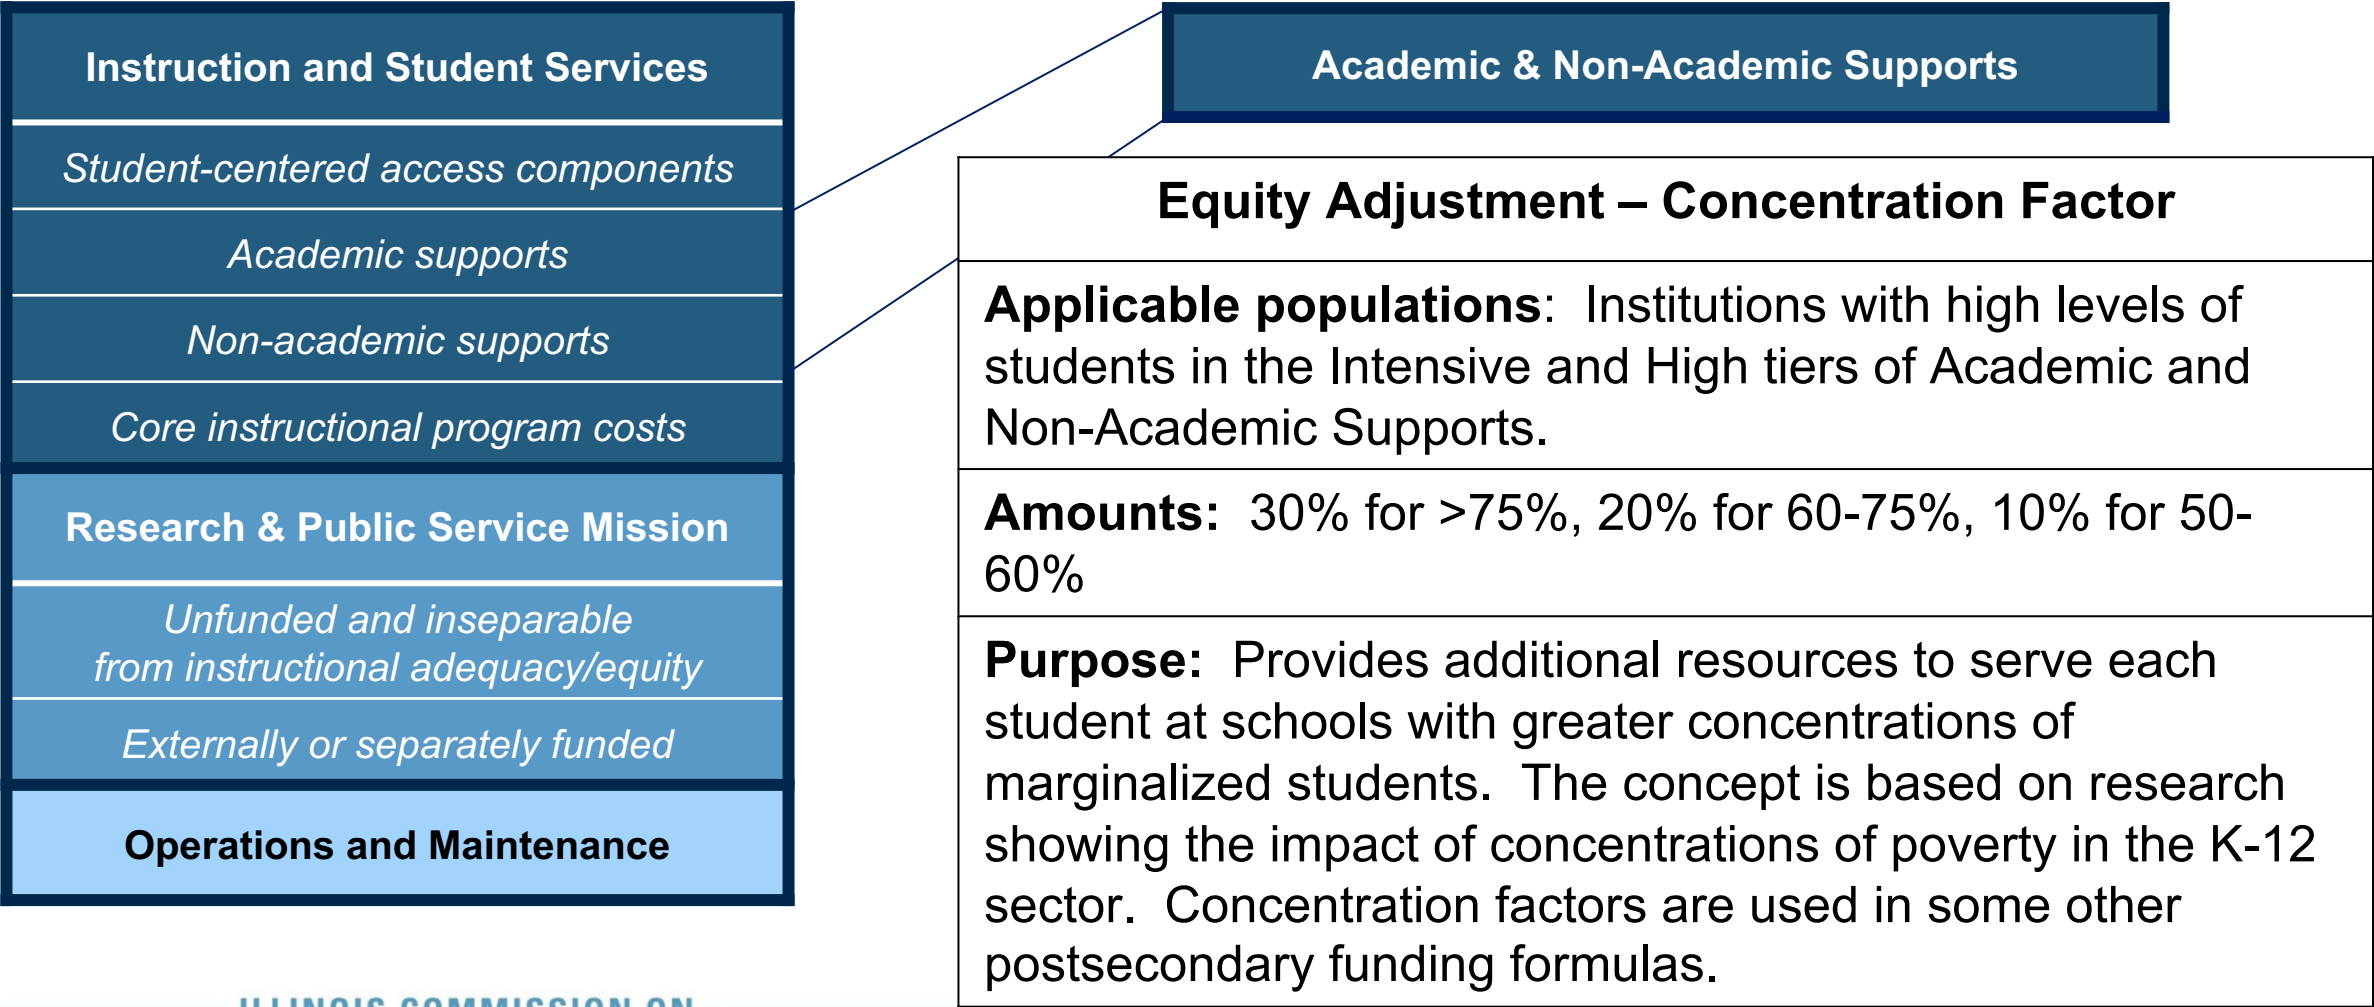 Instruction and Student Services
Student-centered access components
Academic supports
Non-academic supports
Core instructional program costs
Research & Public Service Mission
Unfunded and inseparable
from instructional adequacy/equity
Externally or separately funded
Operations and Maintenance
ILLINOIS COMMISSION ON
Academic & Non-Academic Supports
Equity Adjustment – Concentration Factor
Applicable populations:  Institutions with high levels of
students in the Intensive and High tiers of Academic and
Non-Academic Supports.
Amounts:  30% for >75%, 20% for 60-75%, 10% for 50-
60%
Purpose:  Provides additional resources to serve each
student at schools with greater concentrations of
marginalized students.  The concept is based on research
showing the impact of concentrations of poverty in the K-12
sector.  Concentration factors are used in some other
postsecondary funding formulas.